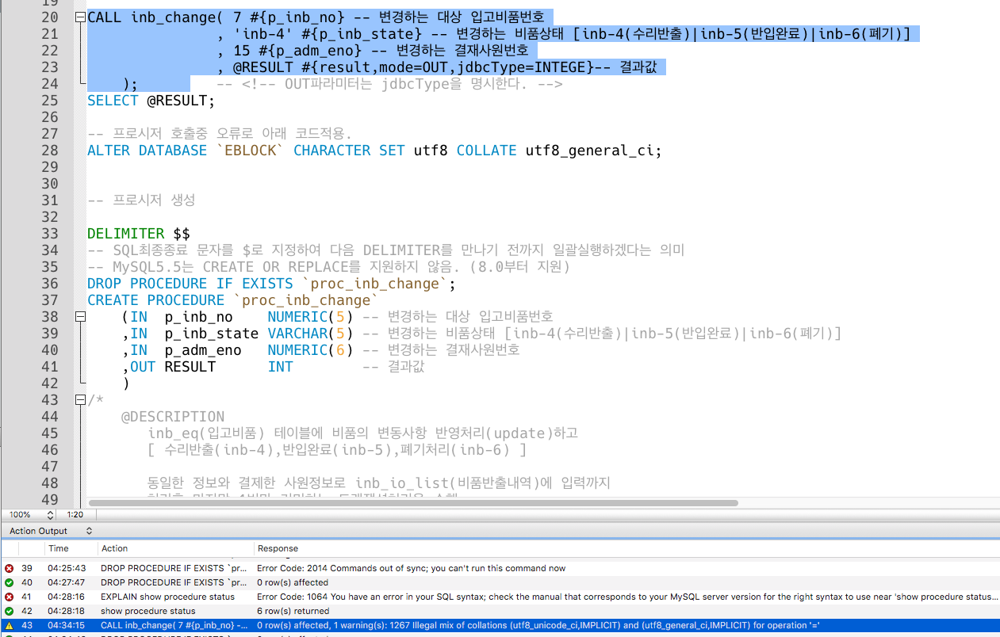 19
20 CALL inb_change( 7 #{p_inb_no} -- 변경하는 대상 입고비품번호
21 , 'inb-4' #{p_inb_state} -- 변경하는 비품상태 [inb-4(수리반출)|inb-5(반입완료)|inb-6(폐기)]
22 , 15 #{p_adm_eno} -- 변경하는 결재사원번호
23 , @RESULT #{result,mode=OUT,jdbcType=INTEGE}-- 결과값
24 ); -- <!-- OUT파라미터는 jdbcType을 명시한다. -->
25 SELECT @RESULT;
26
27 -- 프로시저 호출중 오류로 아래 코드적용.
28 ALTER DATABASE `EBLOCK` CHARACTER SET utf8 COLLATE utf8_general_ci;
29
30
31 -- 프로시저 생성
32
33 DELIMITER $$
34 -- SQL최종종료 문자를 $로 지정하여 다음 DELIMITER를 만나기 전까지 일괄실행하겠다는 의미
35 -- MySQL5.5는 CREATE OR REPLACE를 지원하지 않음. (8.0부터 지원)
36 DROP PROCEDURE IF EXISTS `proc_inb_change`;
37 CREATE PROCEDURE `proc_inb_change`
38 (IN p_inb_no NUMERIC(5) -- 변경하는 대상 입고비품번호
39 ,IN p_inb_state VARCHAR(5) -- 변경하는 비품상태 [inb-4(수리반출)|inb-5(반입완료)|inb-6(폐기)]
40 ,IN p_adm_eno NUMERIC(6) -- 변경하는 결재사원번호
41 ,OUT RESULT INT -- 결과값
42 )
43 /*
44 @DESCRIPTION
45 inb_eq(입고비품) 테이블에 비품의 변동사항 반영처리(update)하고
46 [ 수리반출(inb-4),반입완료(inb-5),폐기처리(inb-6) ]
47
48 동일한 정보와 결제한 사원정보로 inb_io_list(비품반출내역)에 입력까지
49
100% 1:20
Action Output
Time Action Response
39 04:25:43 DROP PROCEDURE IF EXISTS `pr... Error Code: 2014 Commands out of sync; you can't run this command now
40 04:27:47 DROP PROCEDURE IF EXISTS `pr... 0 row(s) affected
41 04:28:16 EXPLAIN show procedure status Error Code: 1064 You have an error in your SQL syntax; check the manual that corresponds to your MySQL server version for the right syntax to use near 'show procedure status...
42 04:28:18 show procedure status 6 row(s) returned
43 04:34:15 CALL inb_change( 7 #{p_inb_no} -... 0 row(s) affected, 1 warning(s): 1267 Illegal mix of collations (utf8_unicode_ci,IMPLICIT) and (utf8_general_ci,IMPLICIT) for operation '='